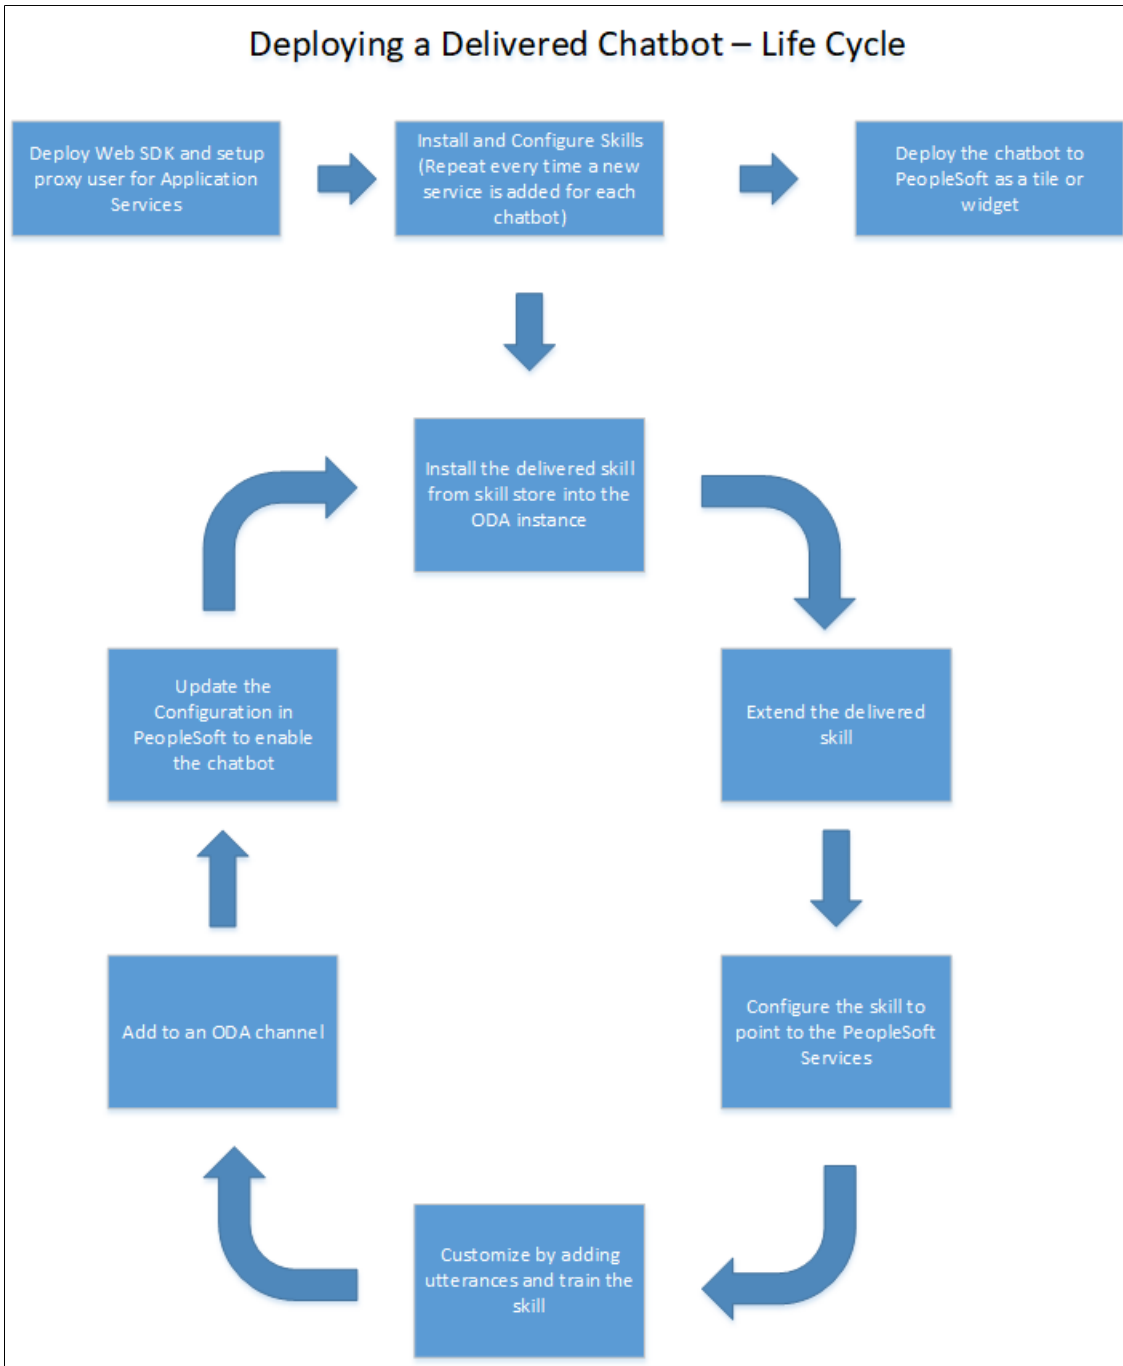 Deploying a Delivered Chatbot – Life Cycle
Deploy Web SDK and setup
proxy user for Application
Services
Install and Configure Skills
(Repeat every time a new
service is added for each
chatbot)
Deploy the chatbot to
PeopleSoft as a tile or
widget
Install the delivered skill
from skill store into the
ODA instance
Extend the delivered
skill
Configure the skill to
point to the PeopleSoft
Services
Customize by adding
utterances and train the
skill
Add to an ODA channel
Update the
Configuration in
PeopleSoft to enable
the chatbot